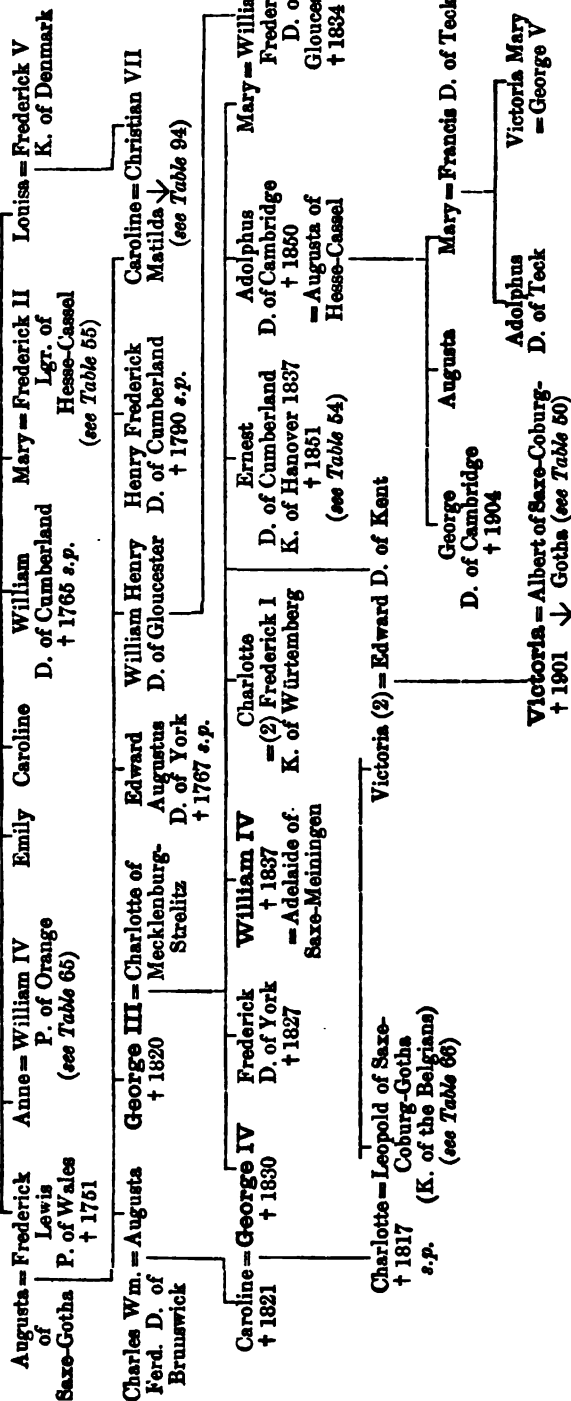 Augusta = Frederick
of Lewis
Saxe-Gotha P. of Wales
† 1751
Anne = William IV
P. of Orange
(see Table 65)
Emily
Caroline
William
D. of Cumberland
† 1765 s.p.
Mary = Frederick II
Lgr. of
Hesse-Cassel
(see Table 55)
Louisa = Frederick V
K. of Denmark
Charles Wm. = Augusta
Ferd. D. of
Brunswick
George III = Charlotte of
† 1820 Mecklenburg-
Strelitz
Edward
Augustus
D. of York
† 1767 s.p.
William Henry
D. of Gloucester
Henry Frederick
D. of Cumberland
† 1790 s.p.
Caroline = Christian VII
Matilda ↓
(see Table 94)
Caroline = George IV
† 1821 † 1830
Frederick
D. of York
† 1827
William IV
† 1837
= Adelaide of
Saxe-Meiningen
Charlotte
= (2) Frederick I
K. of Würtemberg
Ernest
D. of Cumberland
K. of Hanover 1837
† 1851
(see Table 54)
Adolphus
D. of Cambridge
† 1850
= Augusta of
Hesse-Cassel
Mary =
D. of
† 1834
Charlotte = Leopold of Saxe-
† 1817 Coburg-Gotha
s.p. (K. of the Belgians)
(see Table 66)
Victoria (2) = Edward D. of Kent
George
D. of Cambridge
† 1904
Augusta
Mary = Francis D. of Teck
Victoria = Albert of Saxe-Coburg-
† 1901 ↓ Gotha (see Table 50)
Adolphus
D. of Teck
Victoria Mary
= George V